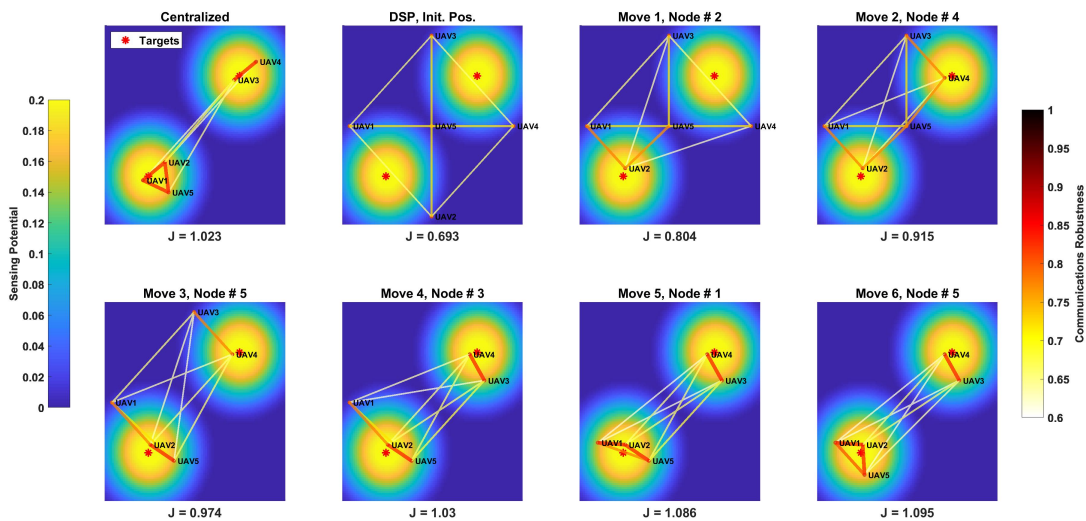 Centralized
DSP, Init. Pos.
Move 1, Node # 2
Move 2, Node # 4
Targets
UAV4
UAV3
UAV2
UAV1
UAV5
J = 1.023
UAV3
UAV1
UAV5
UAV4
UAV2
J = 0.693
UAV3
UAV1
UAV5
UAV4
UAV2
J = 0.804
UAV3
UAV4
UAV1
UAV5
UAV2
J = 0.915
Sensing Potential
0.2
0.18
0.16
0.14
0.12
0.1
0.08
0.06
0.04
0.02
0
Communications Robustness
1
0.95
0.9
0.85
0.8
0.75
0.7
0.65
0.6
Move 3, Node # 5
Move 4, Node # 3
Move 5, Node # 1
Move 6, Node # 5
UAV3
UAV4
UAV1
UAV2
UAV5
J = 0.974
UAV4
UAV3
UAV1
UAV2
UAV5
J = 1.03
UAV4
UAV3
UAV1
UAV2
UAV5
J = 1.086
UAV4
UAV3
UAV1
UAV2
UAV5
J = 1.095